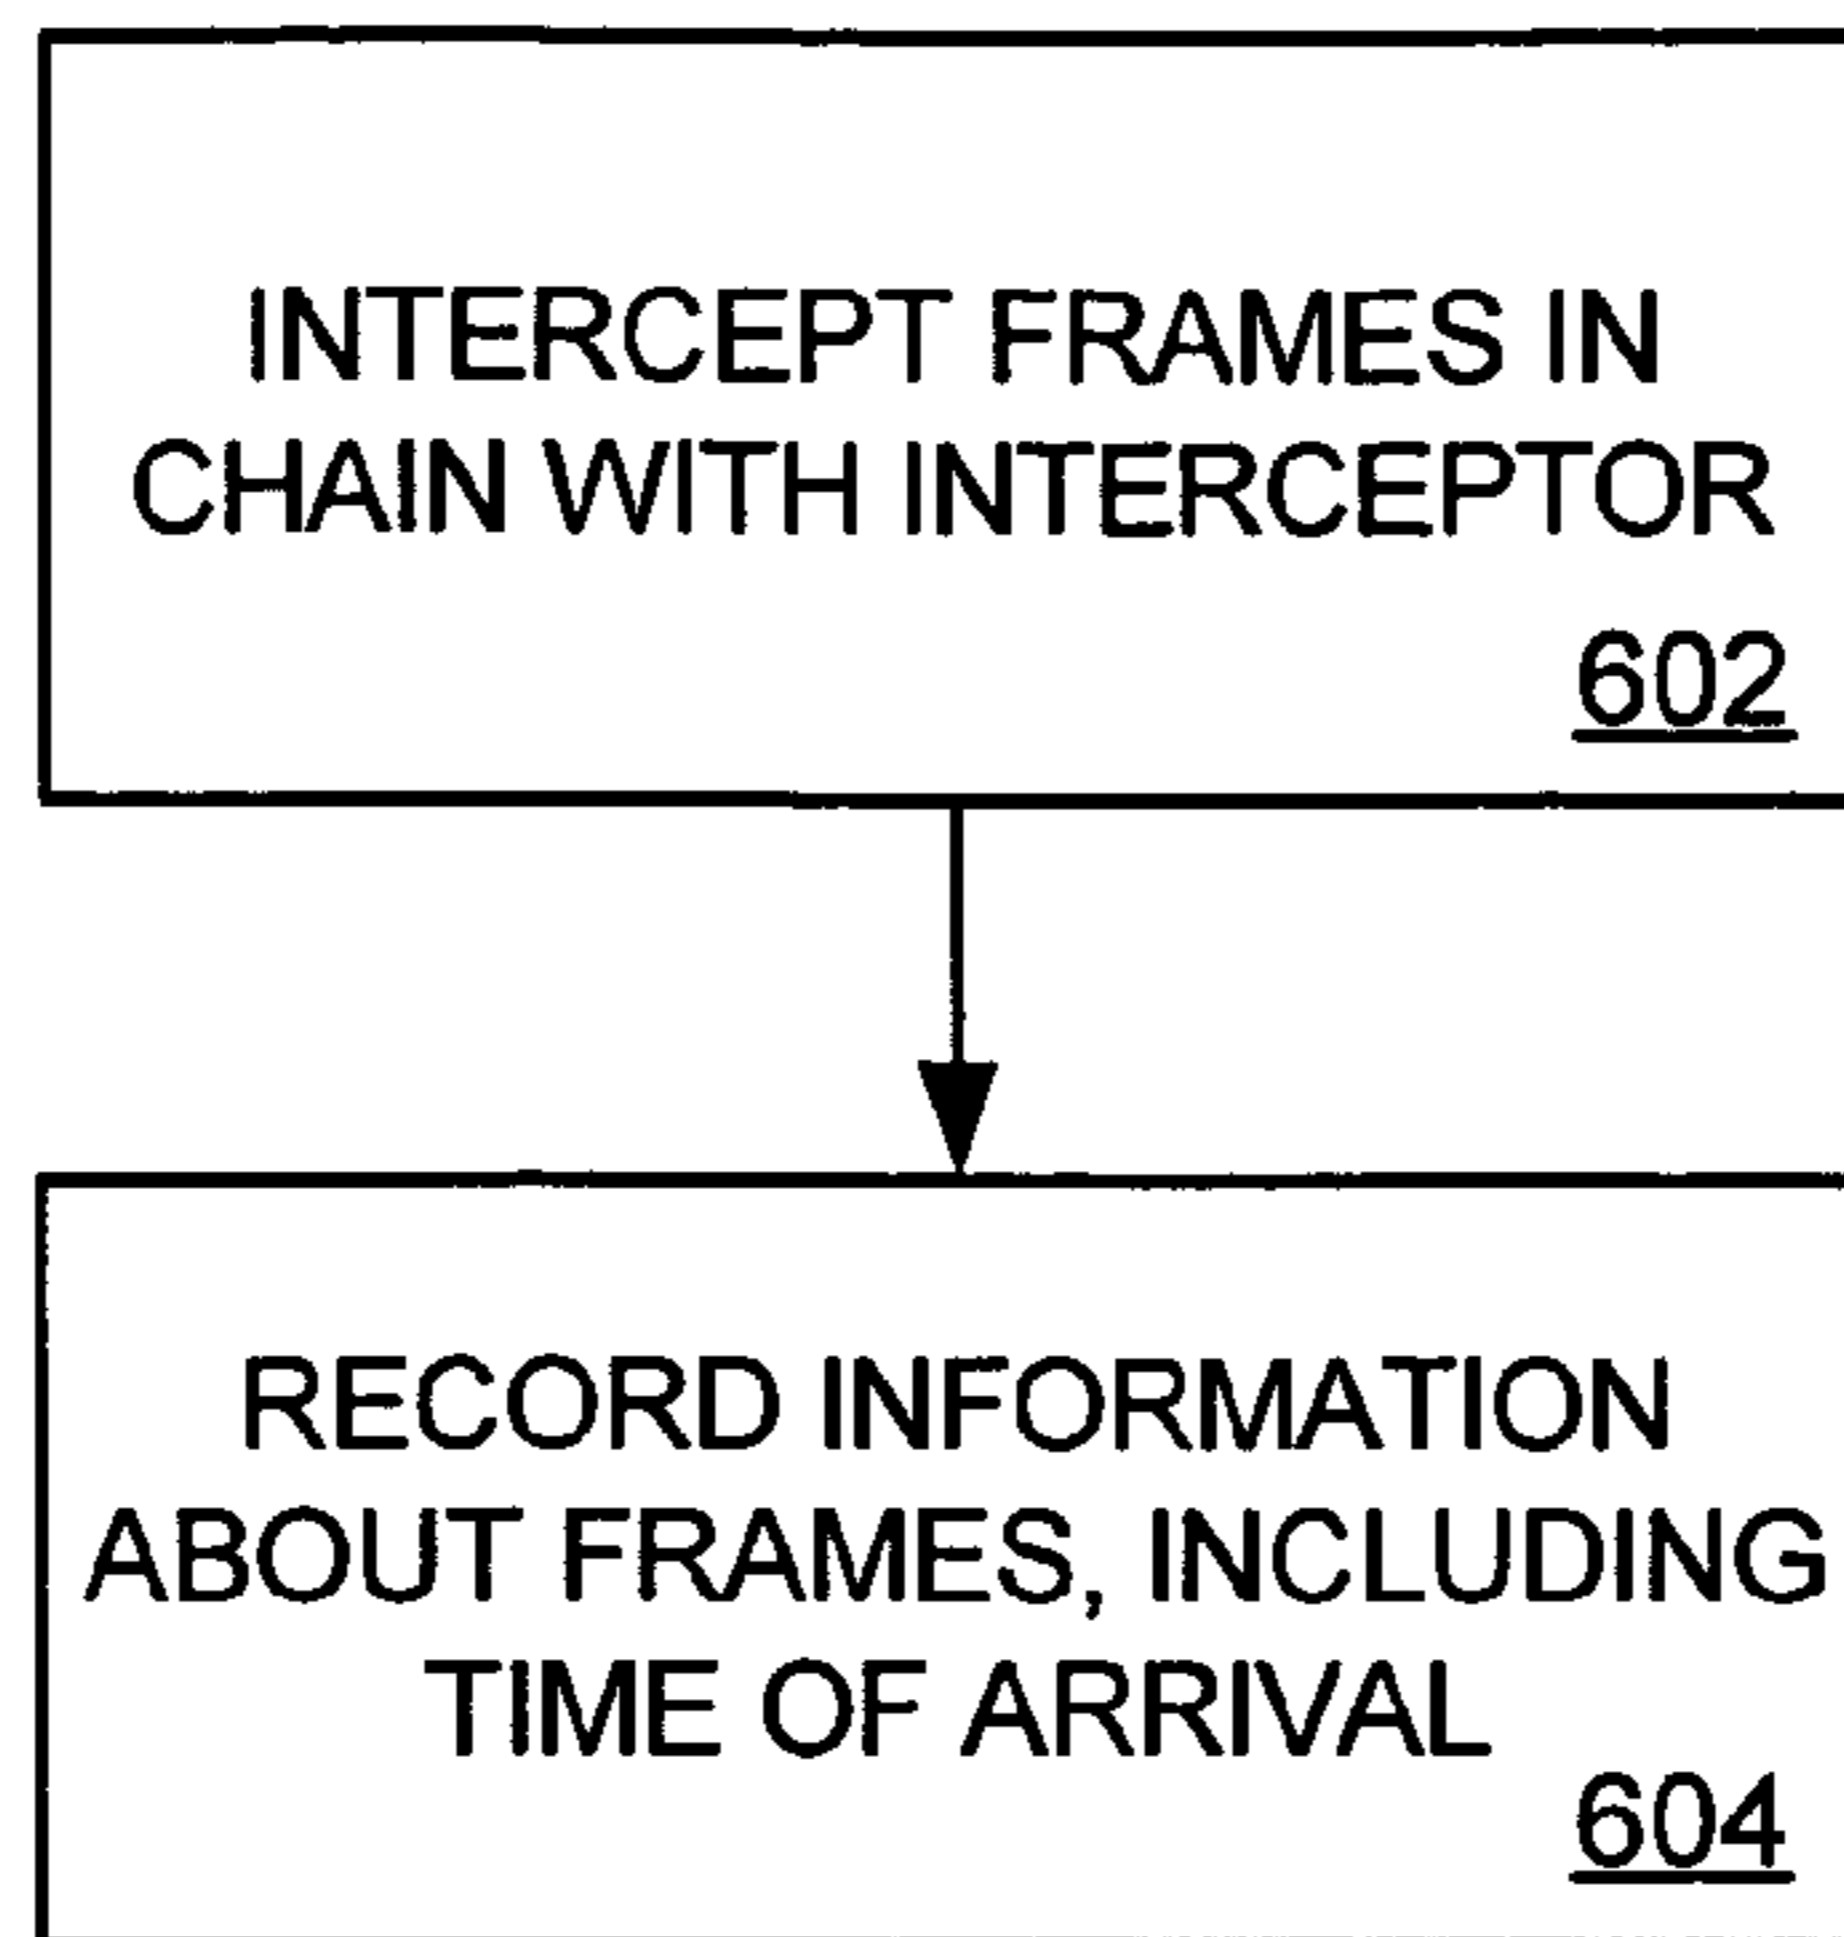 INTERCEPT FRAMES IN
CHAIN WITH INTERCEPTOR
602
RECORD INFORMATION
ABOUT FRAMES, INCLUDING
TIME OF ARRIVAL
604